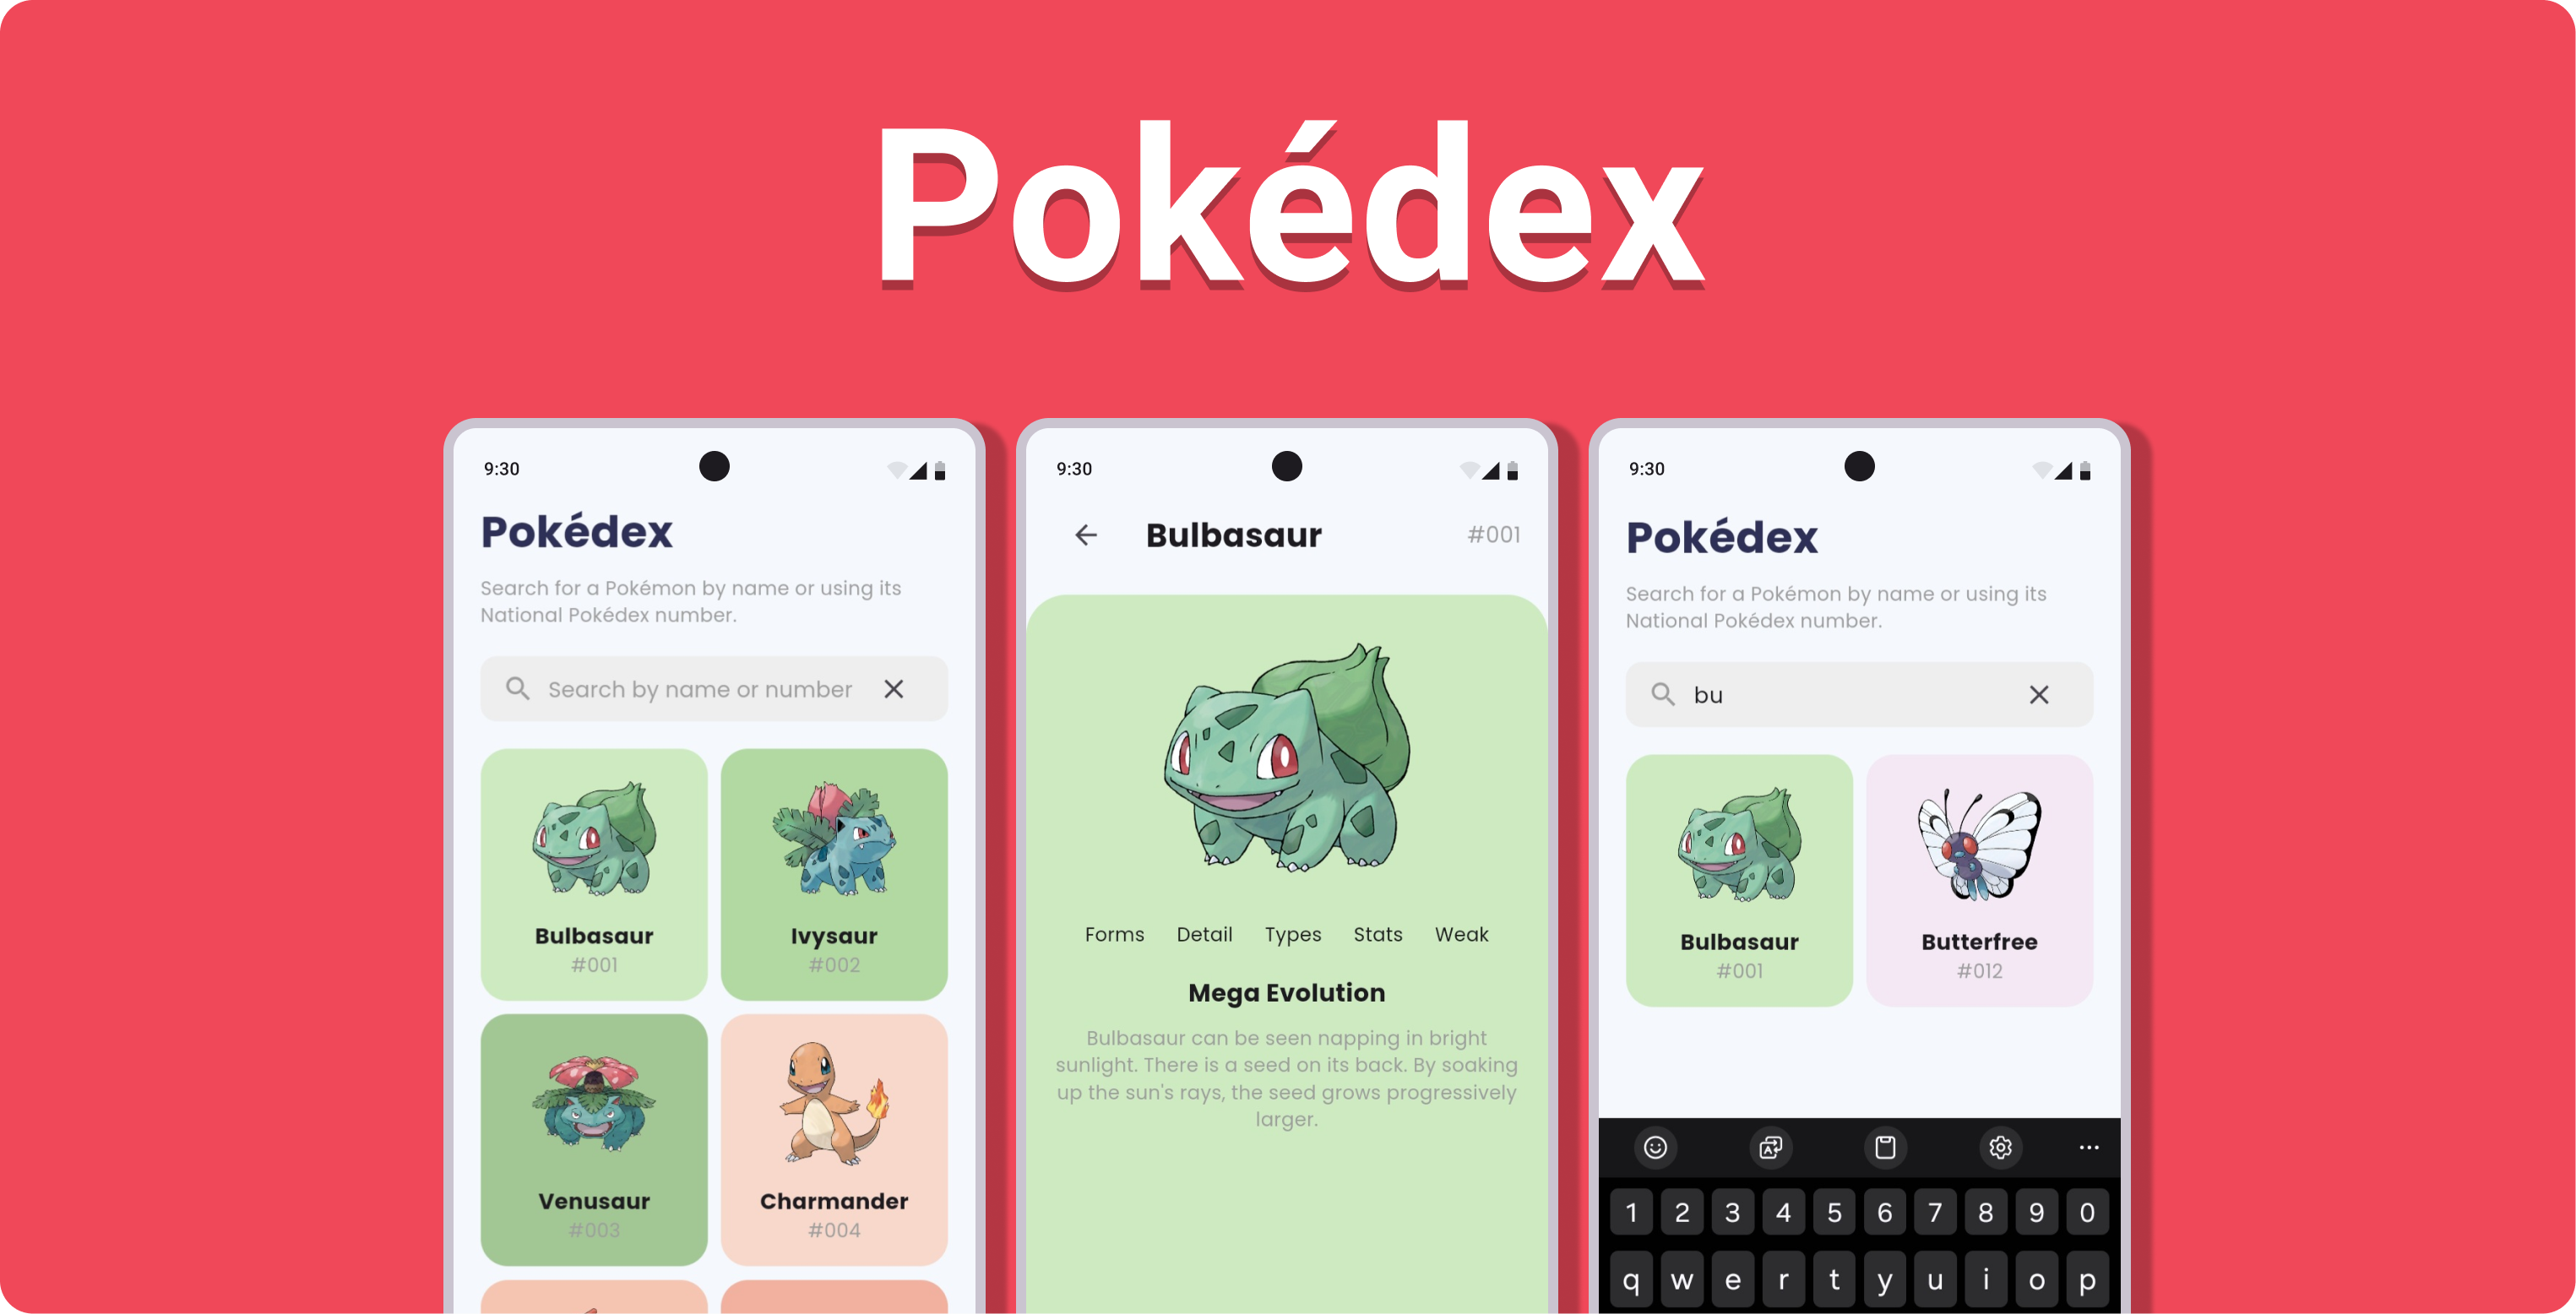 Pokédex
9:30
Pokédex
Search for a Pokémon by name or using its
National Pokédex number.
Search by name or number
Bulbasaur
#001
Ivysaur
#002
Venusaur
#003
Charmander
#004
9:30
Bulbasaur
#001
Forms Detail Types Stats Weak
Mega Evolution
Bulbasaur can be seen napping in bright
sunlight. There is a seed on its back. By soaking
up the sun's rays, the seed grows progressively
larger.
9:30
Pokédex
Search for a Pokémon by name or using its
National Pokédex number.
bu
Bulbasaur
#001
Butterfree
#012
1 2 3 4 5 6 7 8 9 0
q w e r t y u i o p